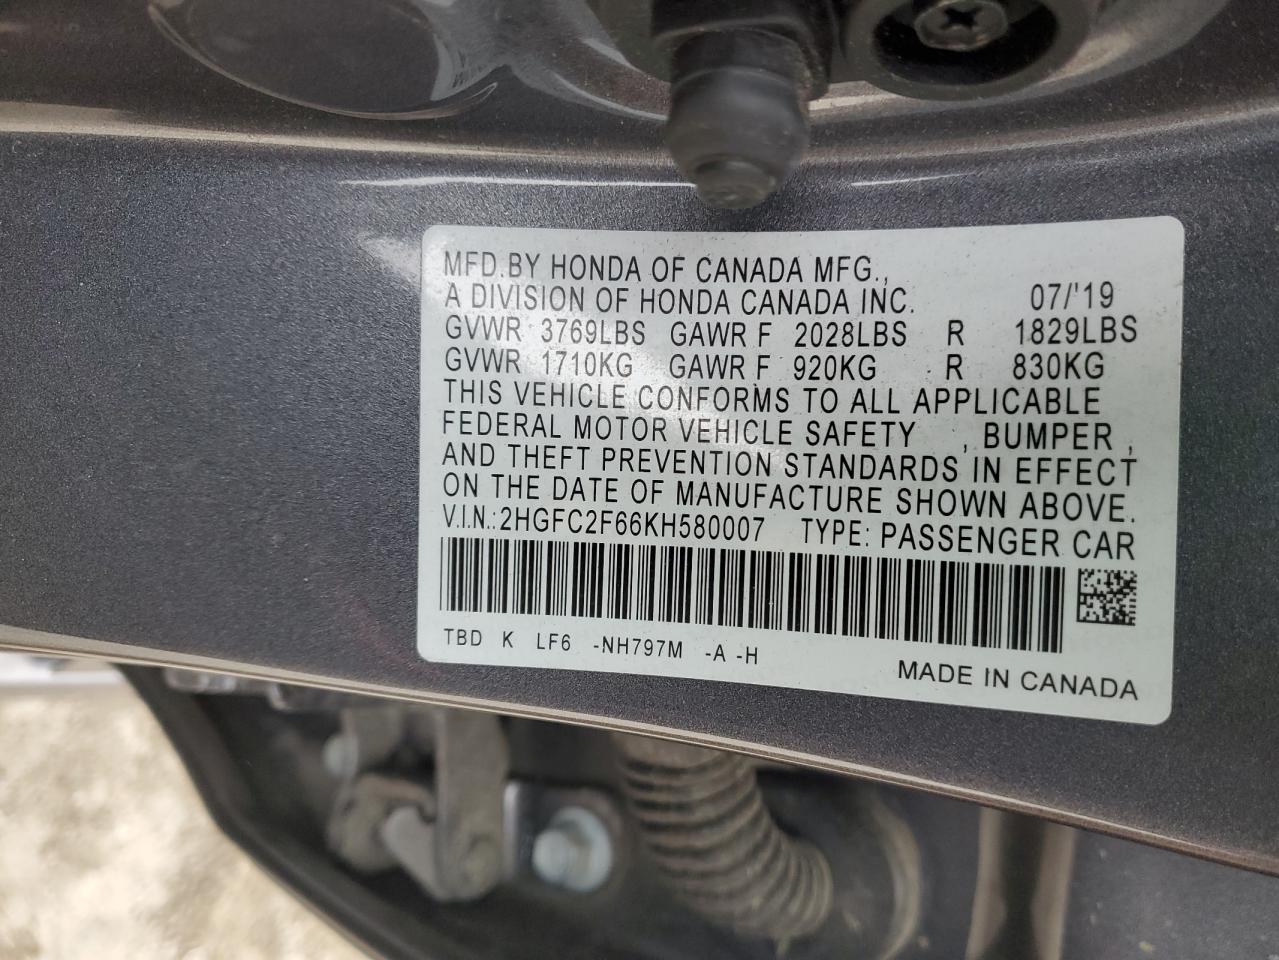 MFD.BY HONDA OF CANADA MFG.,
A DIVISION OF HONDA CANADA INC. 07/'19
GVWR 3769LBS GAWR F 2028LBS R 1829LBS
GVWR 1710KG GAWR F 920KG R 830KG
THIS VEHICLE CONFORMS TO ALL APPLICABLE
FEDERAL MOTOR VEHICLE SAFETY , BUMPER ,
AND THEFT PREVENTION STANDARDS IN EFFECT
ON THE DATE OF MANUFACTURE SHOWN ABOVE.
V.I.N.:2HGFC2F66KH580007 TYPE: PASSENGER CAR
TBD K LF6 -NH797M -A -H
MADE IN CANADA